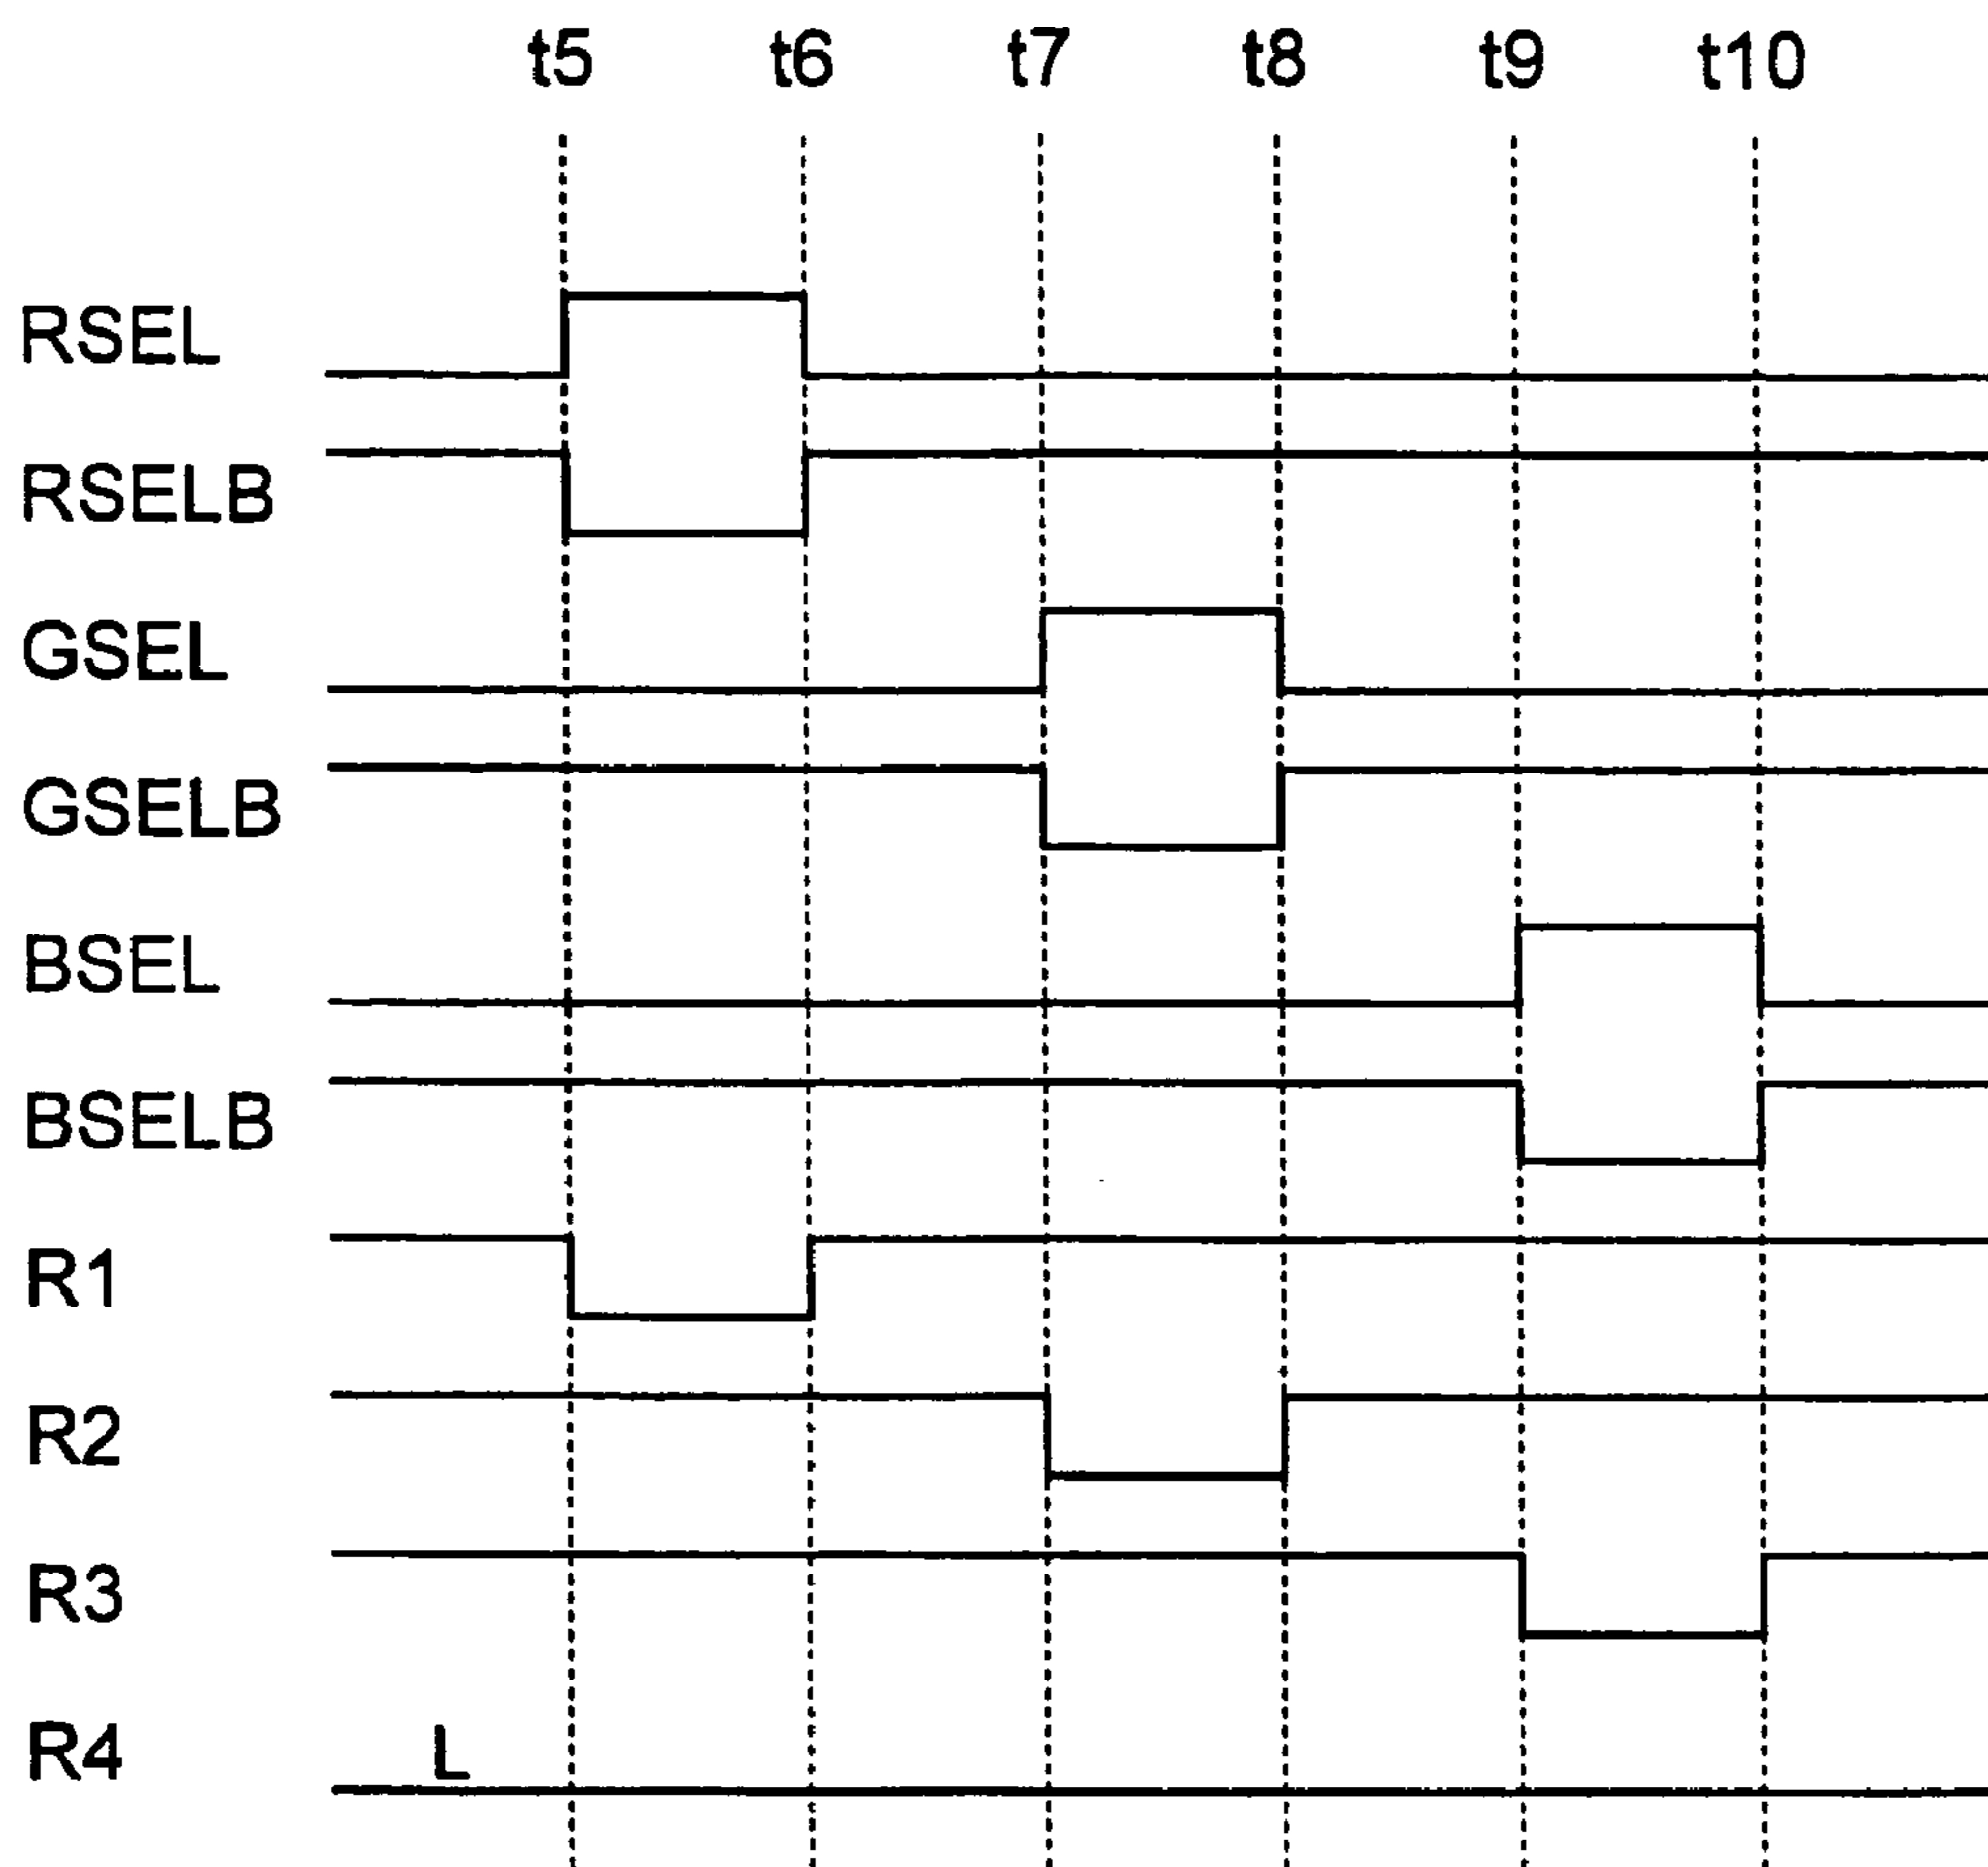 t5 t6 t7 t8 t9 t10
RSEL
RSELB
GSEL
GSELB
BSEL
BSELB
R1
R2
R3
R4 L